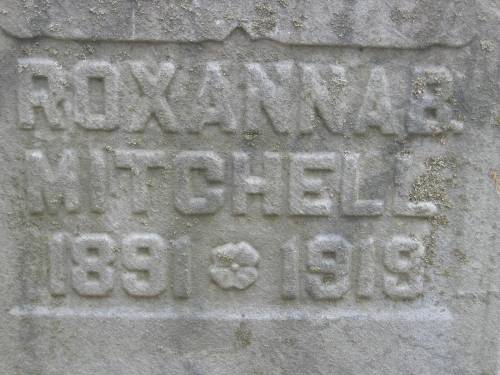 ROXANNA B.
MITCHELL
1891 1919